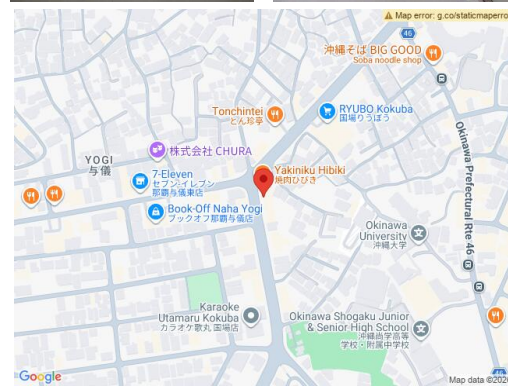 Map error: g.co/staticmaperro
46
沖縄そば BIG GOOD
Soba noodle shop
Tonchintei
とん珍亭
RYUBO Kokuba
国場りうぼう
株式会社 CHURA
YOGI
与儀
7-Eleven
セブン-イレブン
那覇与儀東店
Yakiniku Hibiki
焼肉ひびき
Okinawa Prefectural Rte 46
Book-Off Naha Yogi
ブックオフ那覇与儀店
Okinawa
University
沖縄大学
Karaoke
Utamaru Kokuba
カラオケ歌丸 国場店
Okinawa Shogaku Junior
& Senior High School
沖縄尚学高等
学校・附属中学校
46
Google
Map data ©202